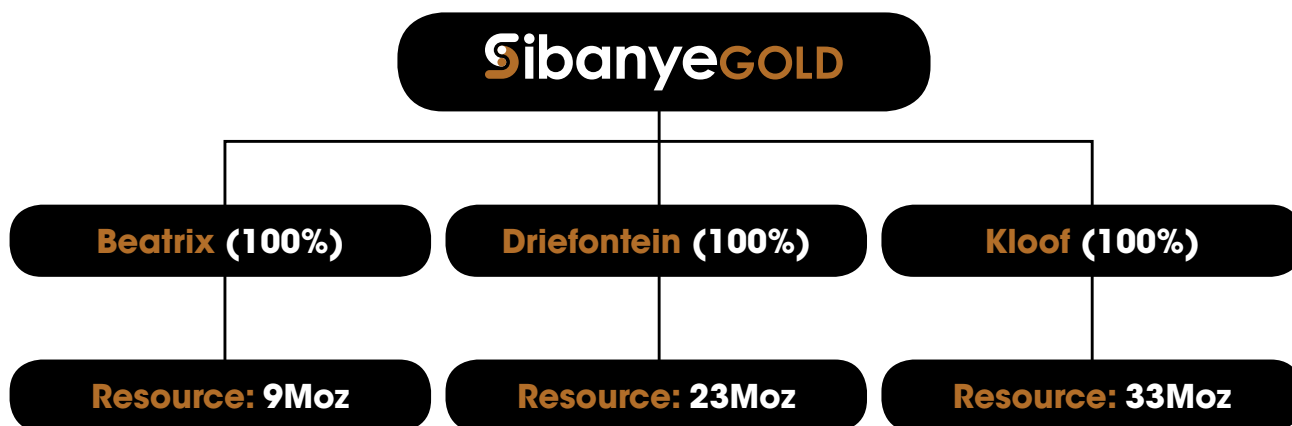 SibanyeGOLD
Beatrix (100%)
Driefontein (100%)
Kloof (100%)
Resource: 9Moz
Resource: 23Moz
Resource: 33Moz